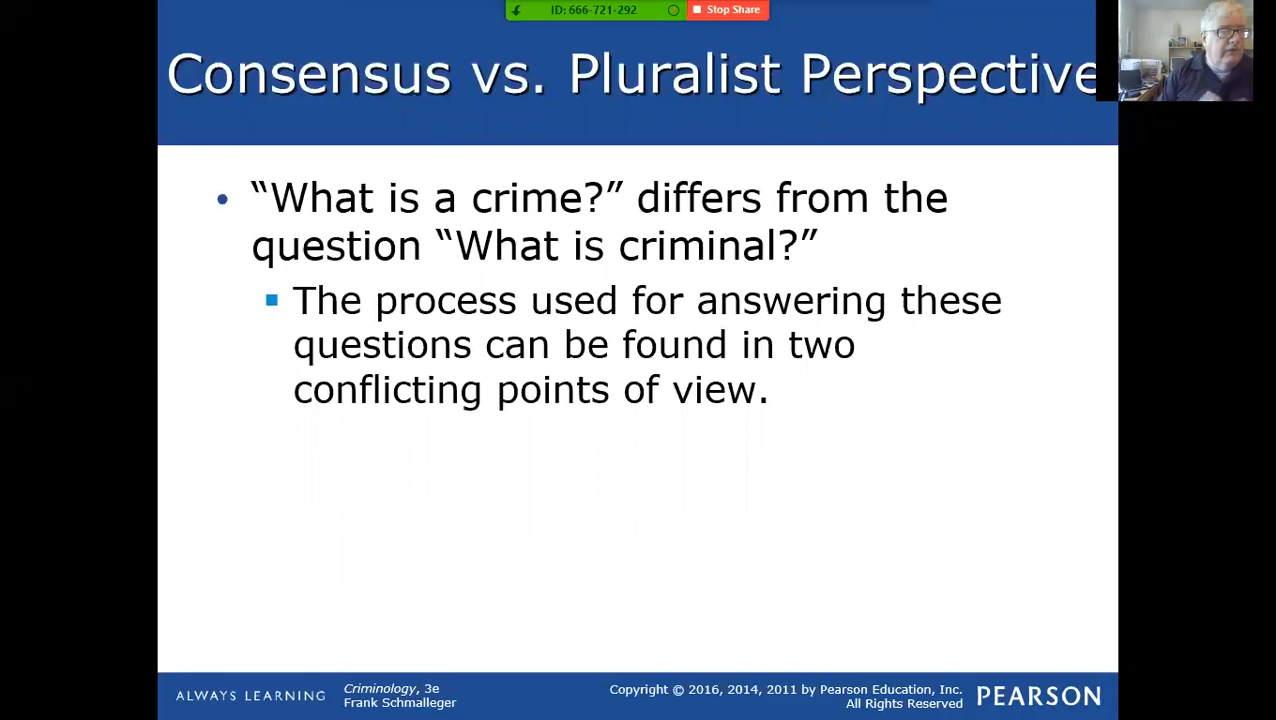 ID: 666-721-292
Stop Share
Consensus vs. Pluralist Perspective
• “What is a crime?” differs from the
question “What is criminal?”
▪ The process used for answering these
questions can be found in two
conflicting points of view.
ALWAYS LEARNING
Criminology, 3e
Frank Schmalleger
Copyright © 2016, 2014, 2011 by Pearson Education, Inc.
All Rights Reserved
PEARSON